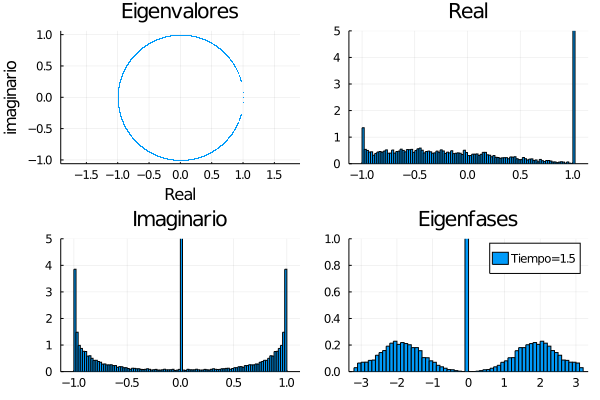 Eigenvalores
imaginario
1.0
0.5
0.0
−0.5
−1.0
−1.5 −1.0 −0.5 0.0 0.5 1.0 1.5
Real
Real
5
4
3
2
1
0
−1.0 −0.5 0.0 0.5 1.0
Imaginario
5
4
3
2
1
0
−1.0 −0.5 0.0 0.5 1.0
Eigenfases
Tiempo=1.5
1.0
0.8
0.6
0.4
0.2
0.0
−3 −2 −1 0 1 2 3